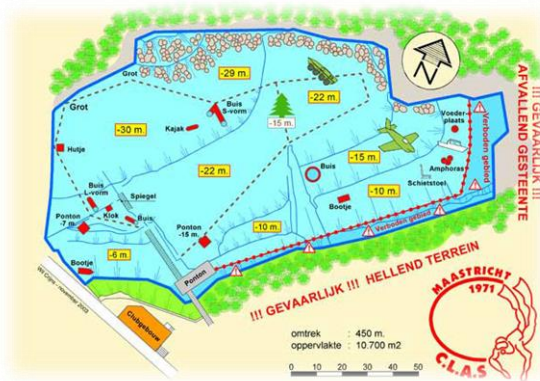 Grot
-29 m.
-22 m.
Buis
S-vorm
Grot
-15 m.
Kajak
-30 m.
Voeder
plaats
Verboden gebied
!!! GEVAARLIJK !!!
AFVALLEND GESTEENTE
Hutje
-22 m.
-15 m.
Amphoras
Buis
Schietstoel
Buis
L-vorm
Spiegel
-10 m.
Bootje
Klok
Buis
Ponton
-7 m.
Ponton
-15 m.
-10 m.
Verboden gebied
-6 m.
Bootje
Ponton
!!! GEVAARLIJK !!! HELLEND TERREIN
Clubgebouw
omtrek : 450 m.
oppervlakte : 10.700 m2
0 10 20 30 40 50
MAASTRICHT
1971
C.L.A.S